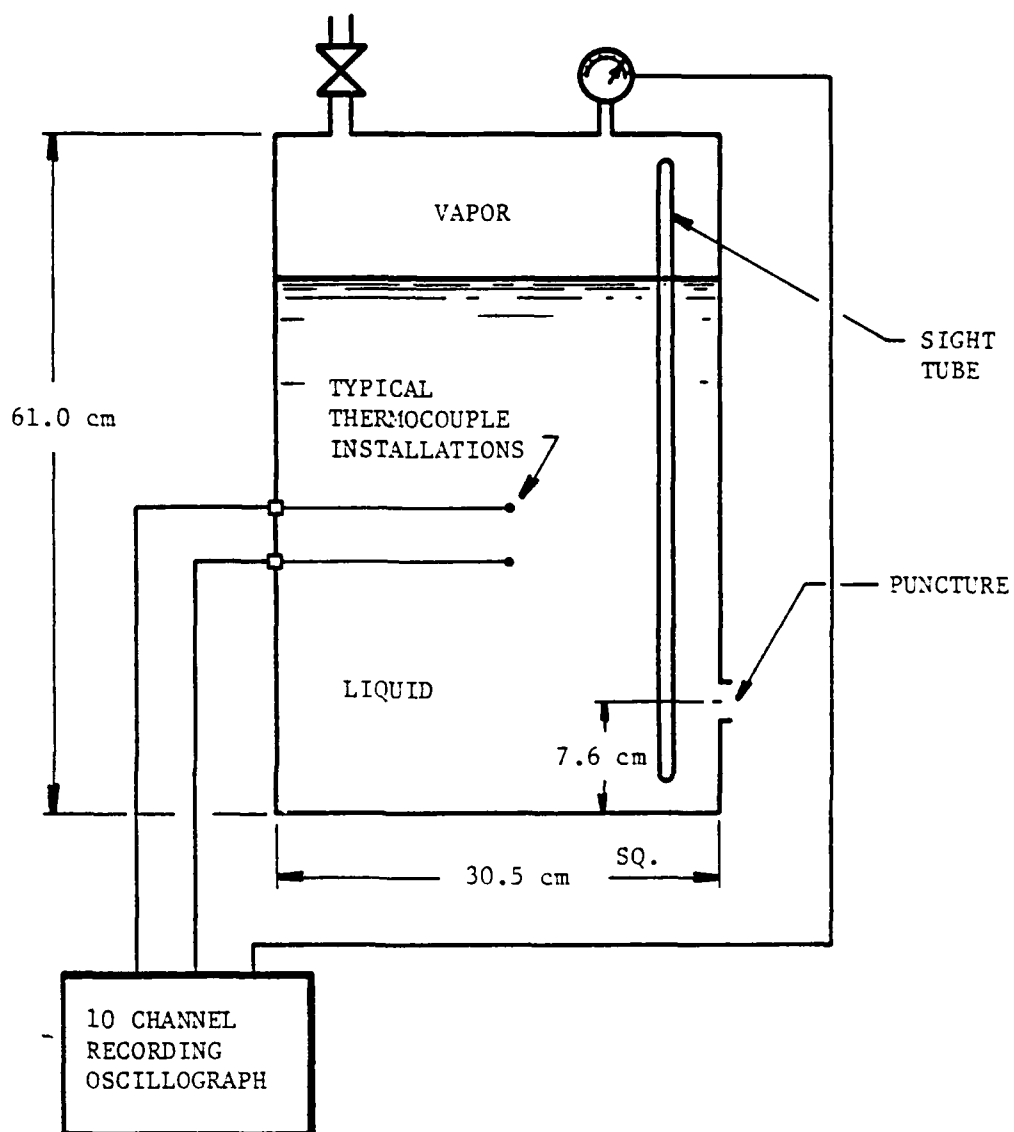 VAPOR
SIGHT
TUBE
TYPICAL
THERMOCOUPLE
INSTALLATIONS
61.0 cm
PUNCTURE
LIQUID
7.6 cm
SQ.
30.5 cm
10 CHANNEL
RECORDING
OSCILLOGRAPH